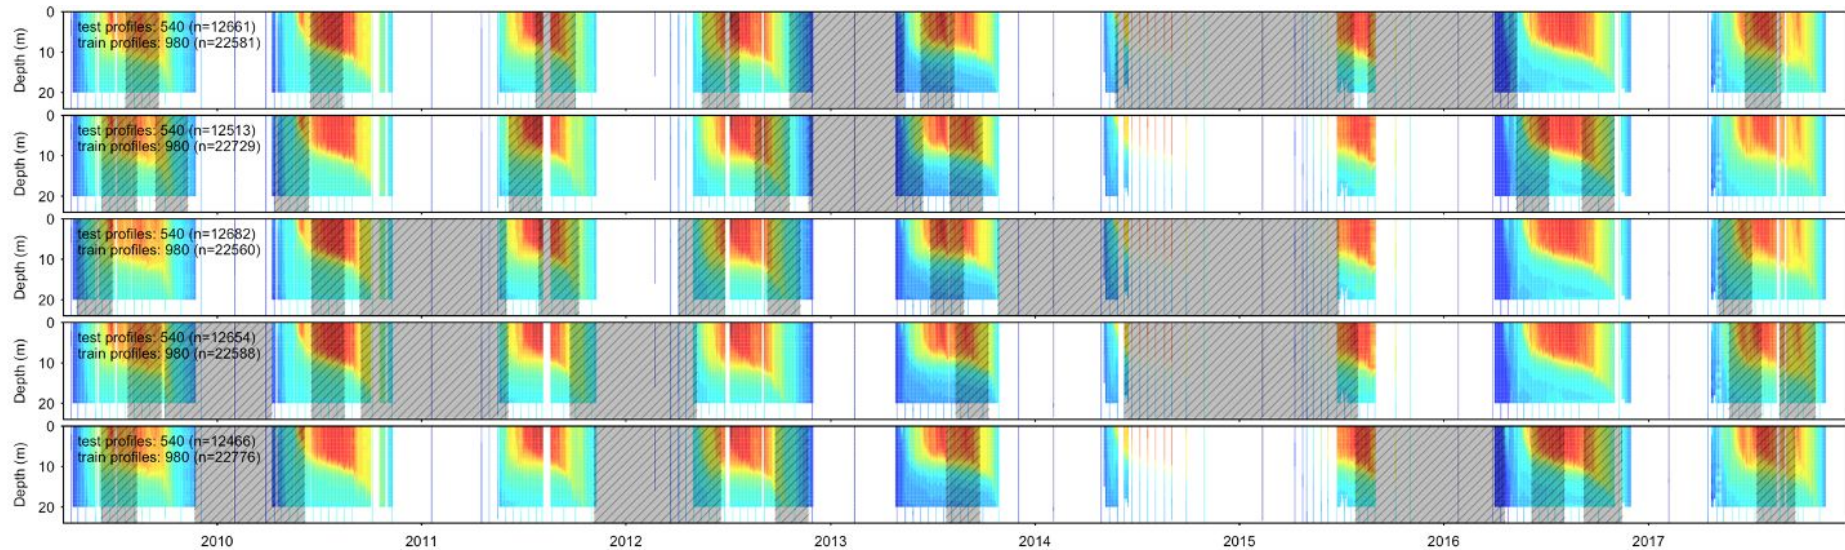 0
10
20
Depth (m)
test profiles: 540 (n=12661)
train profiles: 980 (n=22581)
0
10
20
Depth (m)
test profiles: 540 (n=12513)
train profiles: 980 (n=22729)
0
10
20
Depth (m)
test profiles: 540 (n=12682)
train profiles: 980 (n=22560)
0
10
20
Depth (m)
test profiles: 540 (n=12654)
train profiles: 980 (n=22588)
0
10
20
Depth (m)
test profiles: 540 (n=12466)
train profiles: 980 (n=22776)
2010 2011 2012 2013 2014 2015 2016 2017